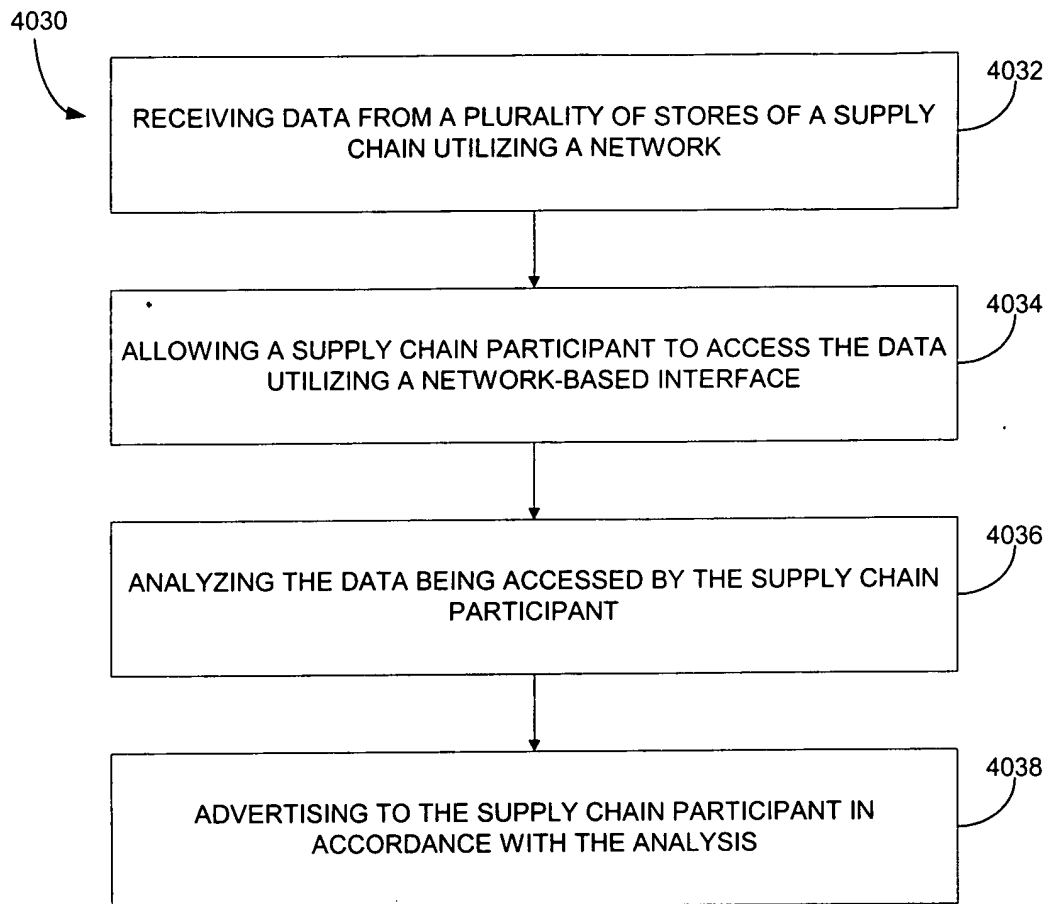 4030
4032
RECEIVING DATA FROM A PLURALITY OF STORES OF A SUPPLY
CHAIN UTILIZING A NETWORK
4034
ALLOWING A SUPPLY CHAIN PARTICIPANT TO ACCESS THE DATA
UTILIZING A NETWORK-BASED INTERFACE
4036
ANALYZING THE DATA BEING ACCESSED BY THE SUPPLY CHAIN
PARTICIPANT
4038
ADVERTISING TO THE SUPPLY CHAIN PARTICIPANT IN
ACCORDANCE WITH THE ANALYSIS